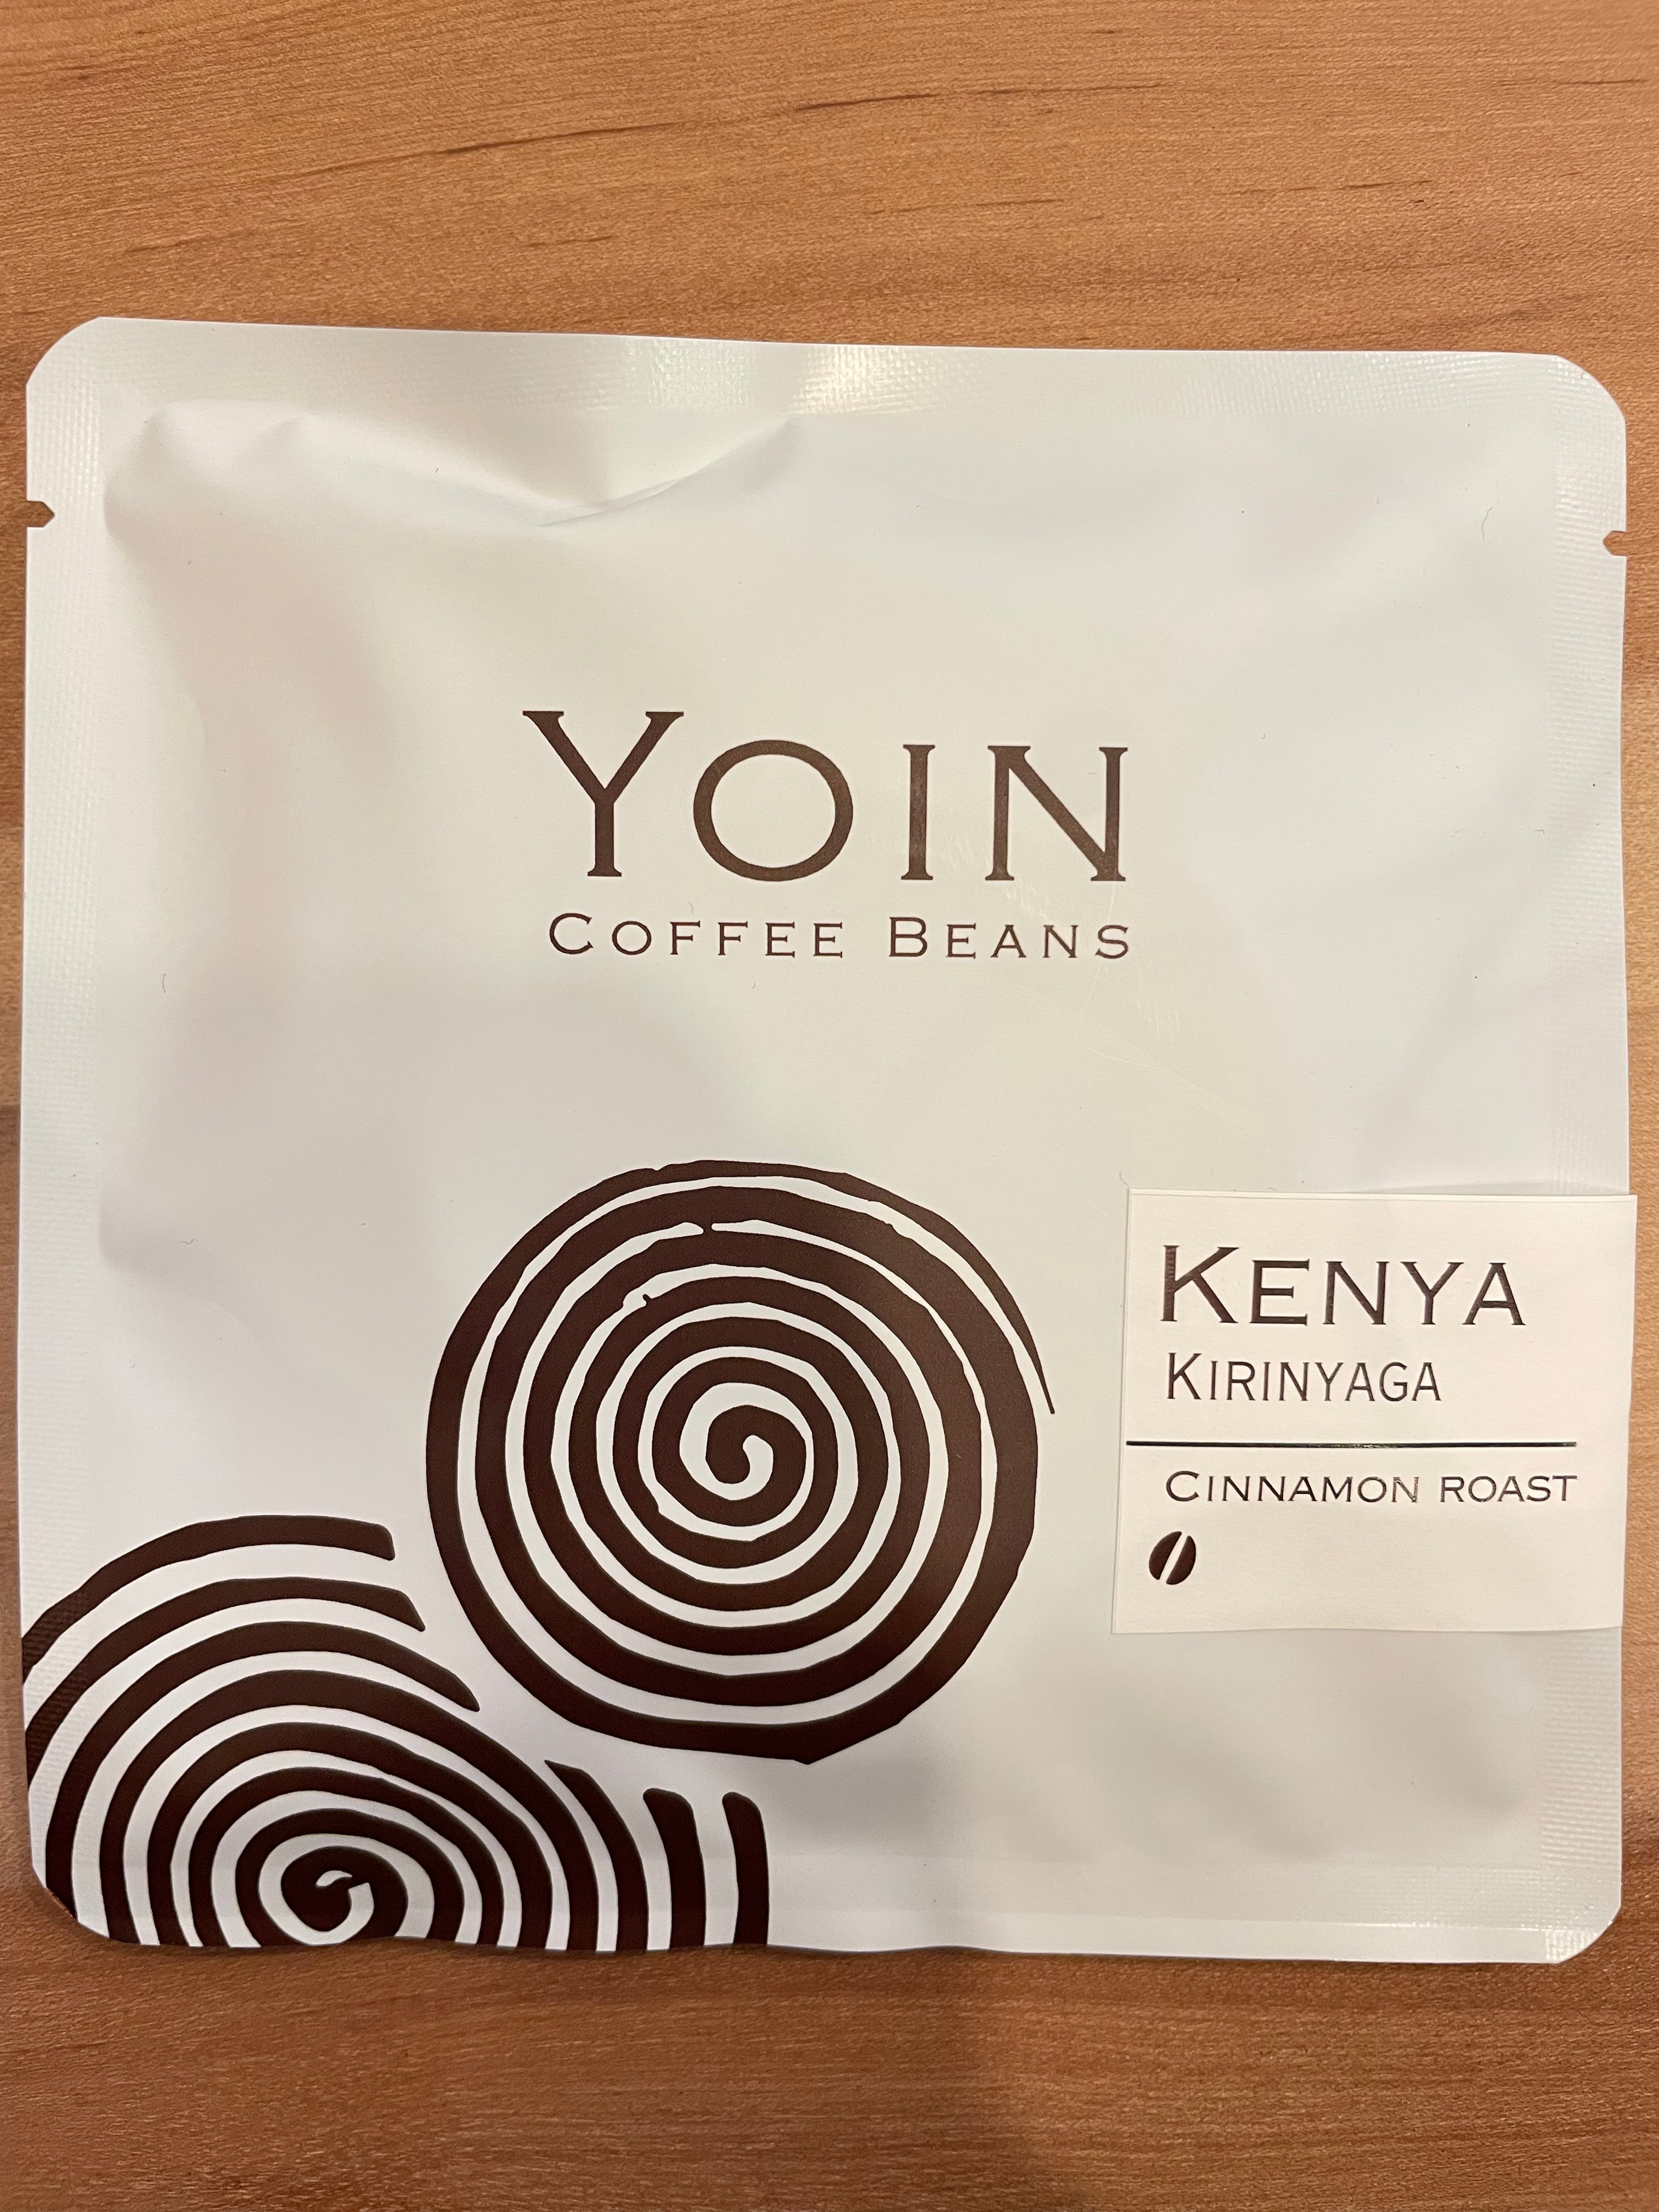 YOIN
COFFEE BEANS
KENYA
KIRINYAGA
CINNAMON ROAST